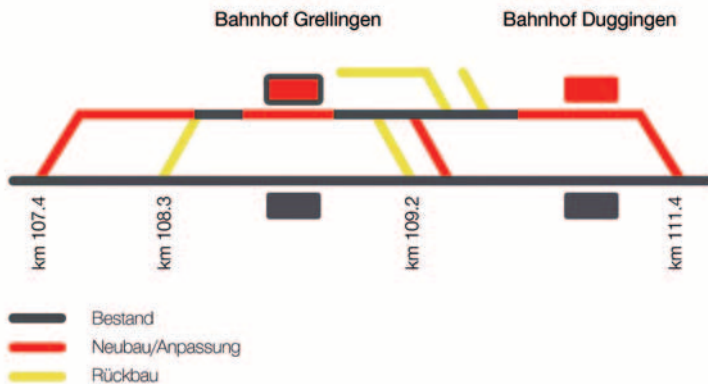 Bahnhof Grellingen
Bahnhof Duggingen
km 107.4
km 108.3
km 109.2
km 111.4
Bestand
Neubau/Anpassung
Rückbau